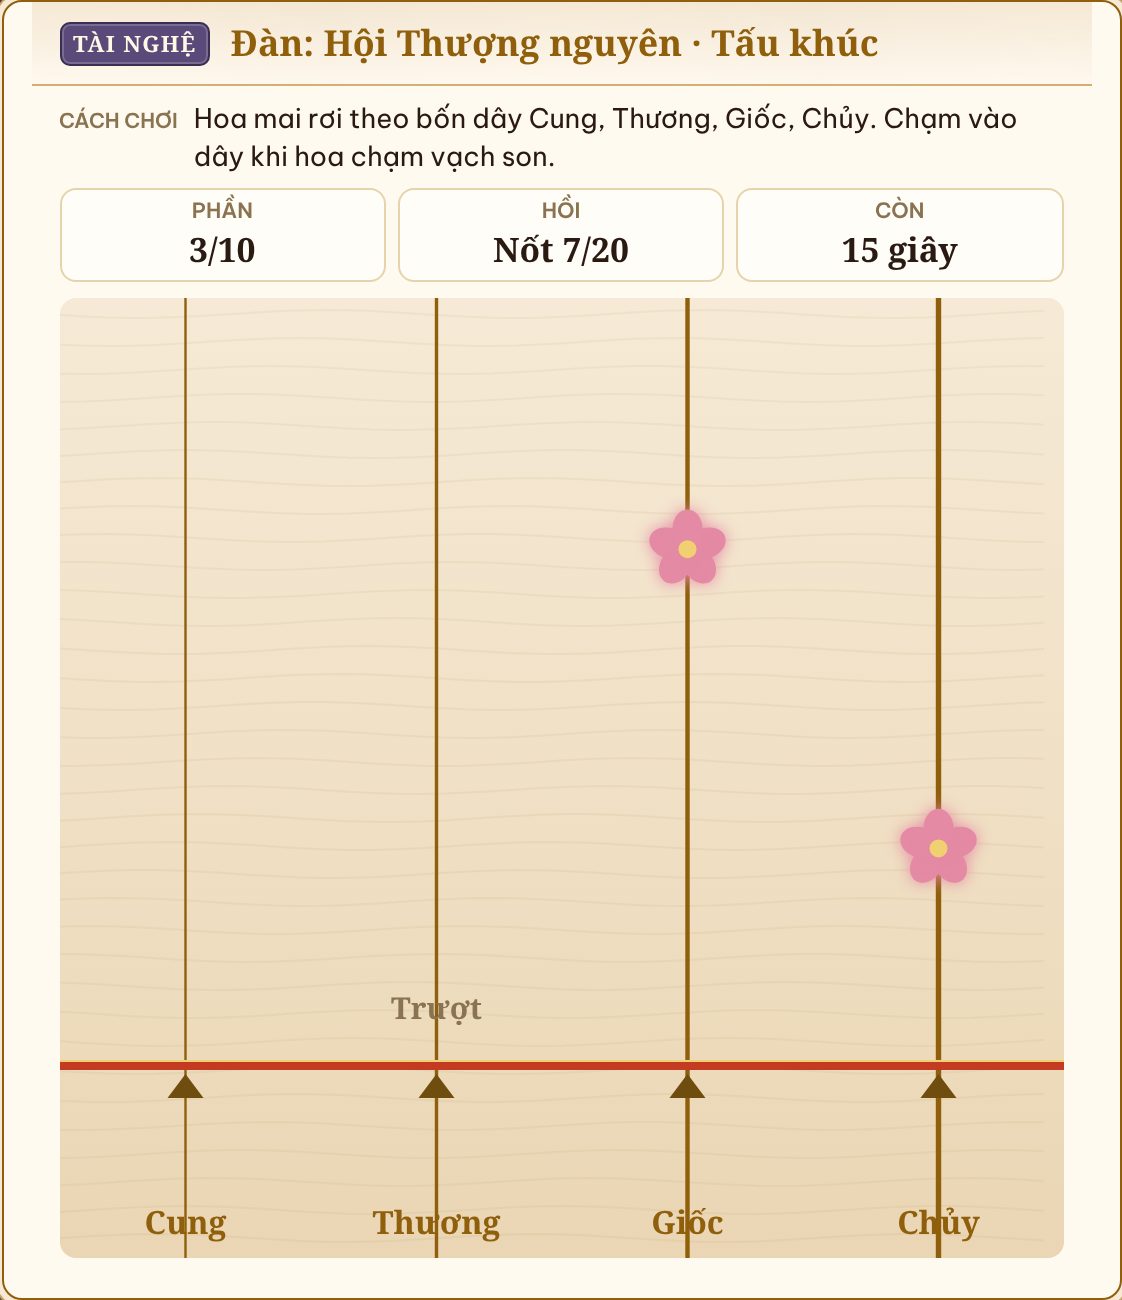 TÀI NGHỆ Đàn: Hội Thượng nguyên · Tấu khúc
CÁCH CHƠI Hoa mai rơi theo bốn dây Cung, Thương, Giốc, Chủy. Chạm vào
dây khi hoa chạm vạch son.
PHẦN HỒI CÒN
3/10 Nốt 7/20 15 giây
Trượt
Cung Thương Giốc Chủy